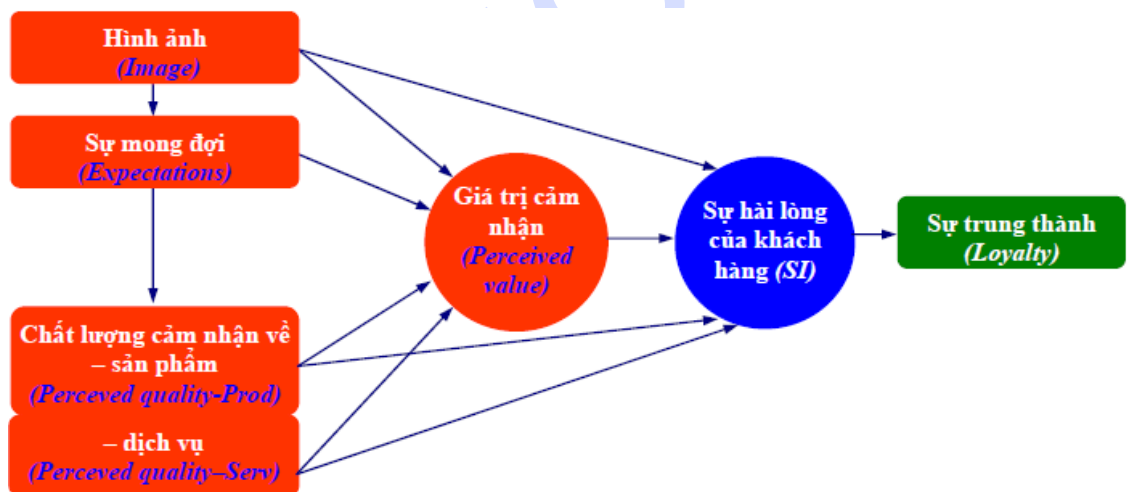 Hình ảnh
(Image)
Sự mong đợi
(Expectations)
Chất lượng cảm nhận về
– sản phẩm
(Perceved quality-Prod)
– dịch vụ
(Perceved quality–Serv)
Giá trị cảm
nhận
(Perceived
value)
Sự hài lòng
của khách
hàng (SI)
Sự trung thành
(Loyalty)